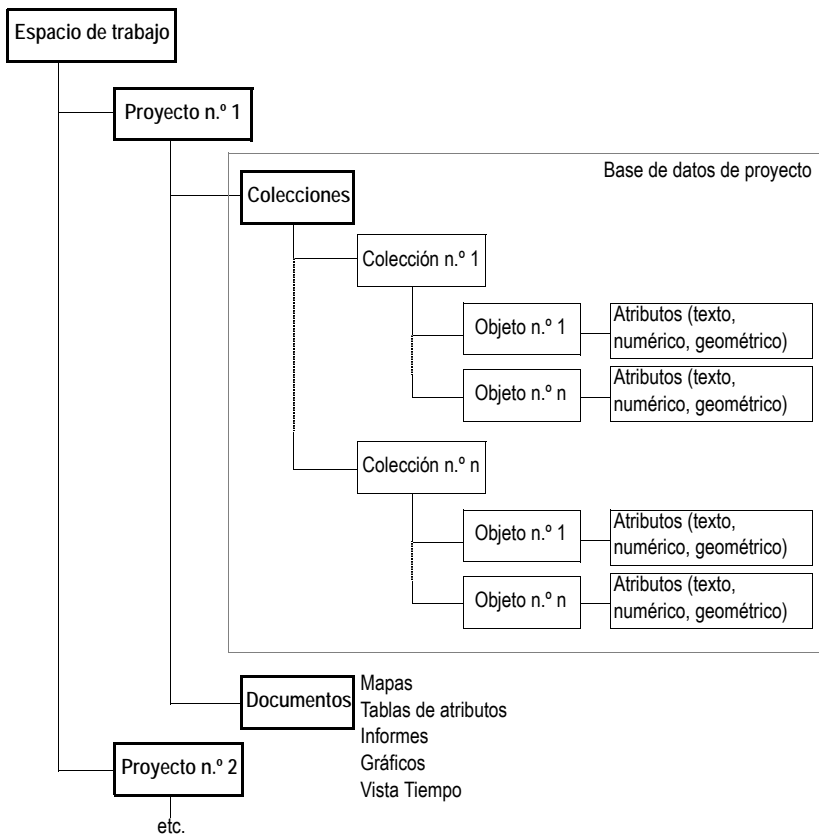 Espacio de trabajo
Proyecto n.º 1
Base de datos de proyecto
Colecciones
Colección n.º 1
Objeto n.º 1
Atributos (texto,
numérico, geométrico)
Objeto n.º n
Atributos (texto,
numérico, geométrico)
Colección n.º n
Objeto n.º 1
Atributos (texto,
numérico, geométrico)
Objeto n.º n
Atributos (texto,
numérico, geométrico)
Documentos
Mapas
Tablas de atributos
Informes
Gráficos
Vista Tiempo
Proyecto n.º 2
etc.